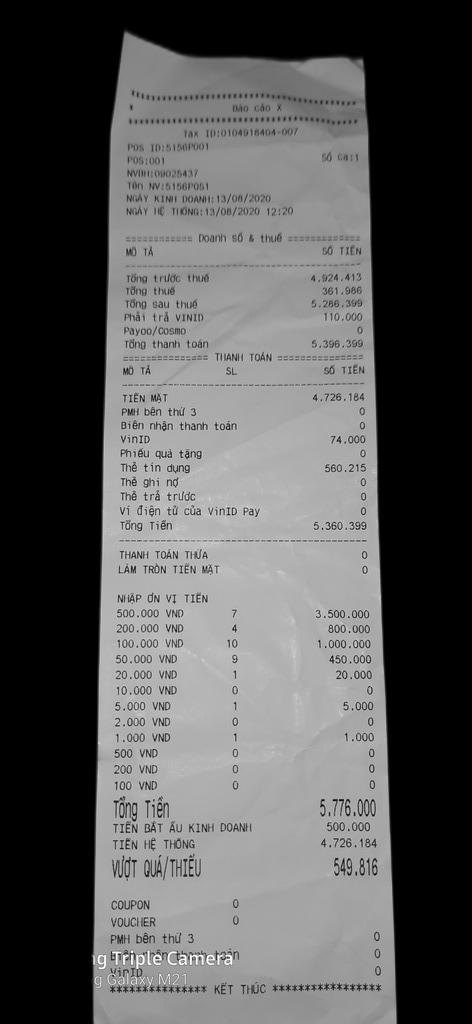 **********************************
* Báo cáo X
**********************************
Tax ID:0104918404-007
POS ID:5156P001
POS:001 Số ca:1
NVBH:09025437
Tên NV:5156POS1
NGÀY KINH DOANH:13/08/2020
NGÀY HỆ THỐNG:13/08/2020 12:20
============ Doanh số & thuế =============
MÔ TẢ SỐ TIỀN
Tổng trước thuế 4.924.413
Tổng thuế 361.986
Tổng sau thuế 5.286.399
Phải trả VINID 110.000
Payoo/Cosmo 0
Tổng thanh toán 5.396.399
============== THANH TOÁN ===============
MÔ TẢ SL SỐ TIỀN
TIỀN MẶT 4.726.184
PMH bên thứ 3 0
Biên nhận thanh toán 0
VinID 74.000
Phiếu quà tặng 0
Thẻ tín dụng 560.215
Thẻ ghi nợ 0
Thẻ trả trước 0
Ví điện tử của VinID Pay 0
Tổng Tiền 5.360.399
THANH TOÁN THỪA 0
LÀM TRÒN TIỀN MẶT 0
NHẬP ƠN VỊ TIỀN
500.000 VND 7 3.500.000
200.000 VND 4 800.000
100.000 VND 10 1.000.000
50.000 VND 9 450.000
20.000 VND 1 20.000
10.000 VND 0 0
5.000 VND 1 5.000
2.000 VND 0 0
1.000 VND 1 1.000
500 VND 0 0
200 VND 0 0
100 VND 0 0
Tổng Tiền 5.776.000
TIỀN BẮT ẦU KINH DOANH 500.000
TIỀN HỆ THỐNG 4.726.184
VƯỢT QUÁ/THIẾU 549.816
COUPON 0
VOUCHER 0
PMH bên thứ 3 0
Biên nhận thanh toán 0
ng Triple Camera
VinID 0
g Galaxy M21
*************** KẾT THÚC *****************